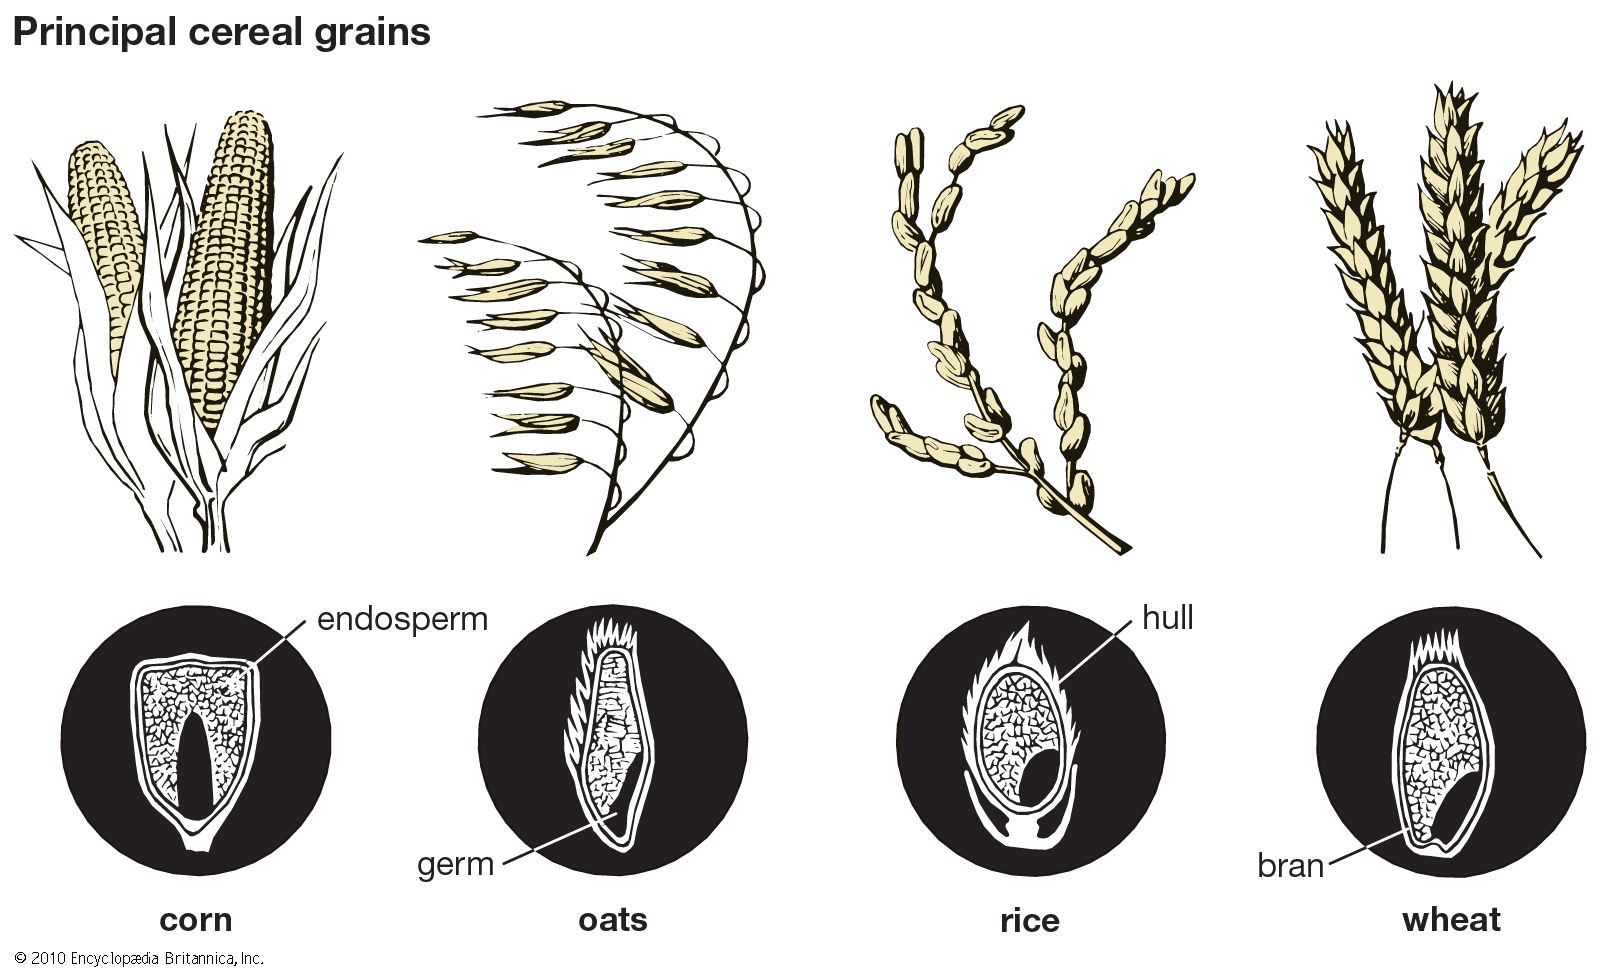 Principal cereal grains
endosperm
hull
germ
bran
corn
oats
rice
wheat
© 2010 Encyclopædia Britannica, Inc.